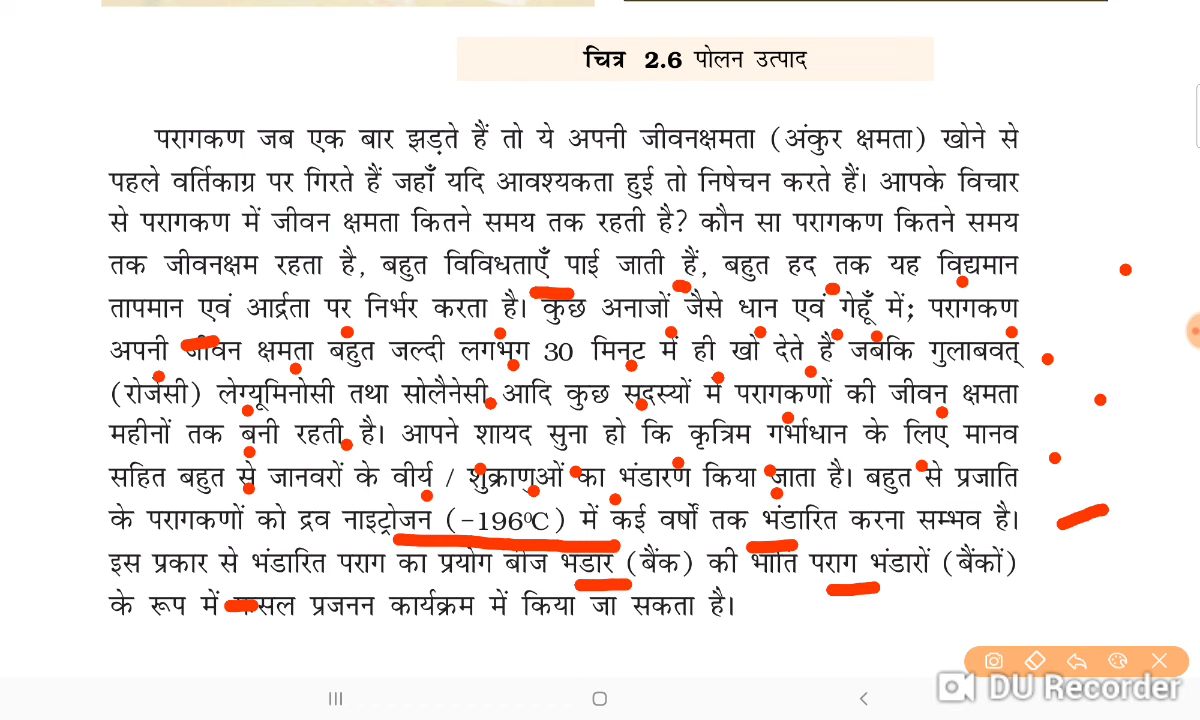 चित्र 2.6 पोलन उत्पाद
परागकण जब एक बार झड़ते हैं तो ये अपनी जीवनक्षमता (अंकुर क्षमता) खोने से
पहले वर्तिकाग्र पर गिरते हैं जहाँ यदि आवश्यकता हुई तो निषेचन करते हैं। आपके विचार
से परागकण में जीवन क्षमता कितने समय तक रहती है? कौन सा परागकण कितने समय
तक जीवनक्षम रहता है, बहुत विविधताएँ पाई जाती हैं, बहुत हद तक यह विद्यमान
तापमान एवं आर्द्रता पर निर्भर करता है। कुछ अनाजों जैसे धान एवं गेहूँ में; परागकण
अपनी जीवन क्षमता बहुत जल्दी लगभग 30 मिनट में ही खो देते हैं जबकि गुलाबवत्
(रोजेसी) लेग्यूमिनोसी तथा सोलैनेसी आदि कुछ सदस्यों में परागकणों की जीवन क्षमता
महीनों तक बनी रहती है। आपने शायद सुना हो कि कृत्रिम गर्भाधान के लिए मानव
सहित बहुत से जानवरों के वीर्य / शुक्राणुओं का भंडारण किया जाता है। बहुत से प्रजाति
के परागकणों को द्रव नाइट्रोजन (–196⁰C) में कई वर्षों तक भंडारित करना सम्भव है।
इस प्रकार से भंडारित पराग का प्रयोग बीज भंडार (बैंक) की भांति पराग भंडारों (बैंकों)
के रूप में फसल प्रजनन कार्यक्रम में किया जा सकता है।
DU Recorder